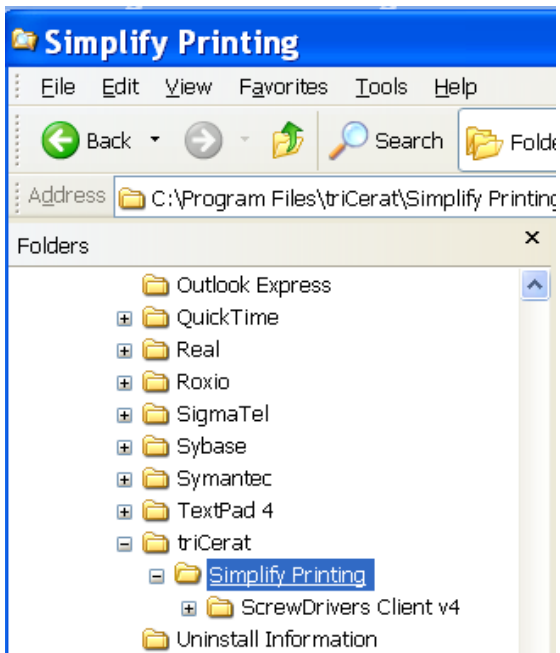 Simplify Printing
File Edit View Favorites Tools Help
Back Search Folde
Address C:\Program Files\triCerat\Simplify Printing
Folders
Outlook Express
QuickTime
Real
Roxio
SigmaTel
Sybase
Symantec
TextPad 4
triCerat
Simplify Printing
ScrewDrivers Client v4
Uninstall Information